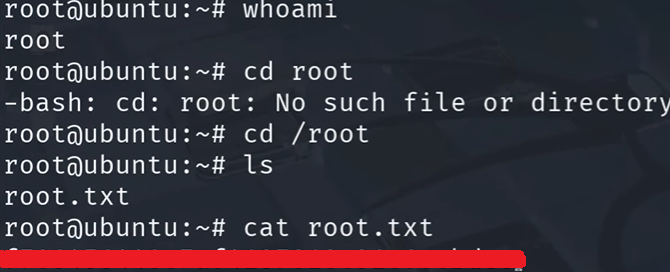 root@ubuntu:~# whoami
root
root@ubuntu:~# cd root
-bash: cd: root: No such file or directory
root@ubuntu:~# cd /root
root@ubuntu:~# ls
root.txt
root@ubuntu:~# cat root.txt